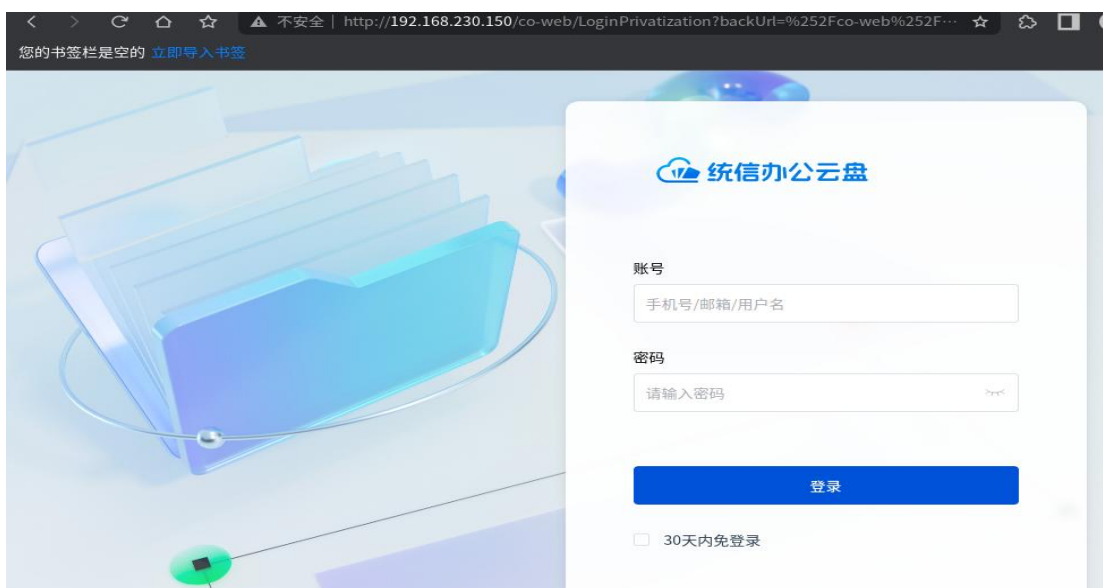 不安全 | http://192.168.230.150/co-web/LoginPrivatization?backUrl=%252Fco-web%252F…
您的书签栏是空的 立即导入书签
统信办公云盘
账号
手机号/邮箱/用户名
密码
请输入密码
登录
30天内免登录